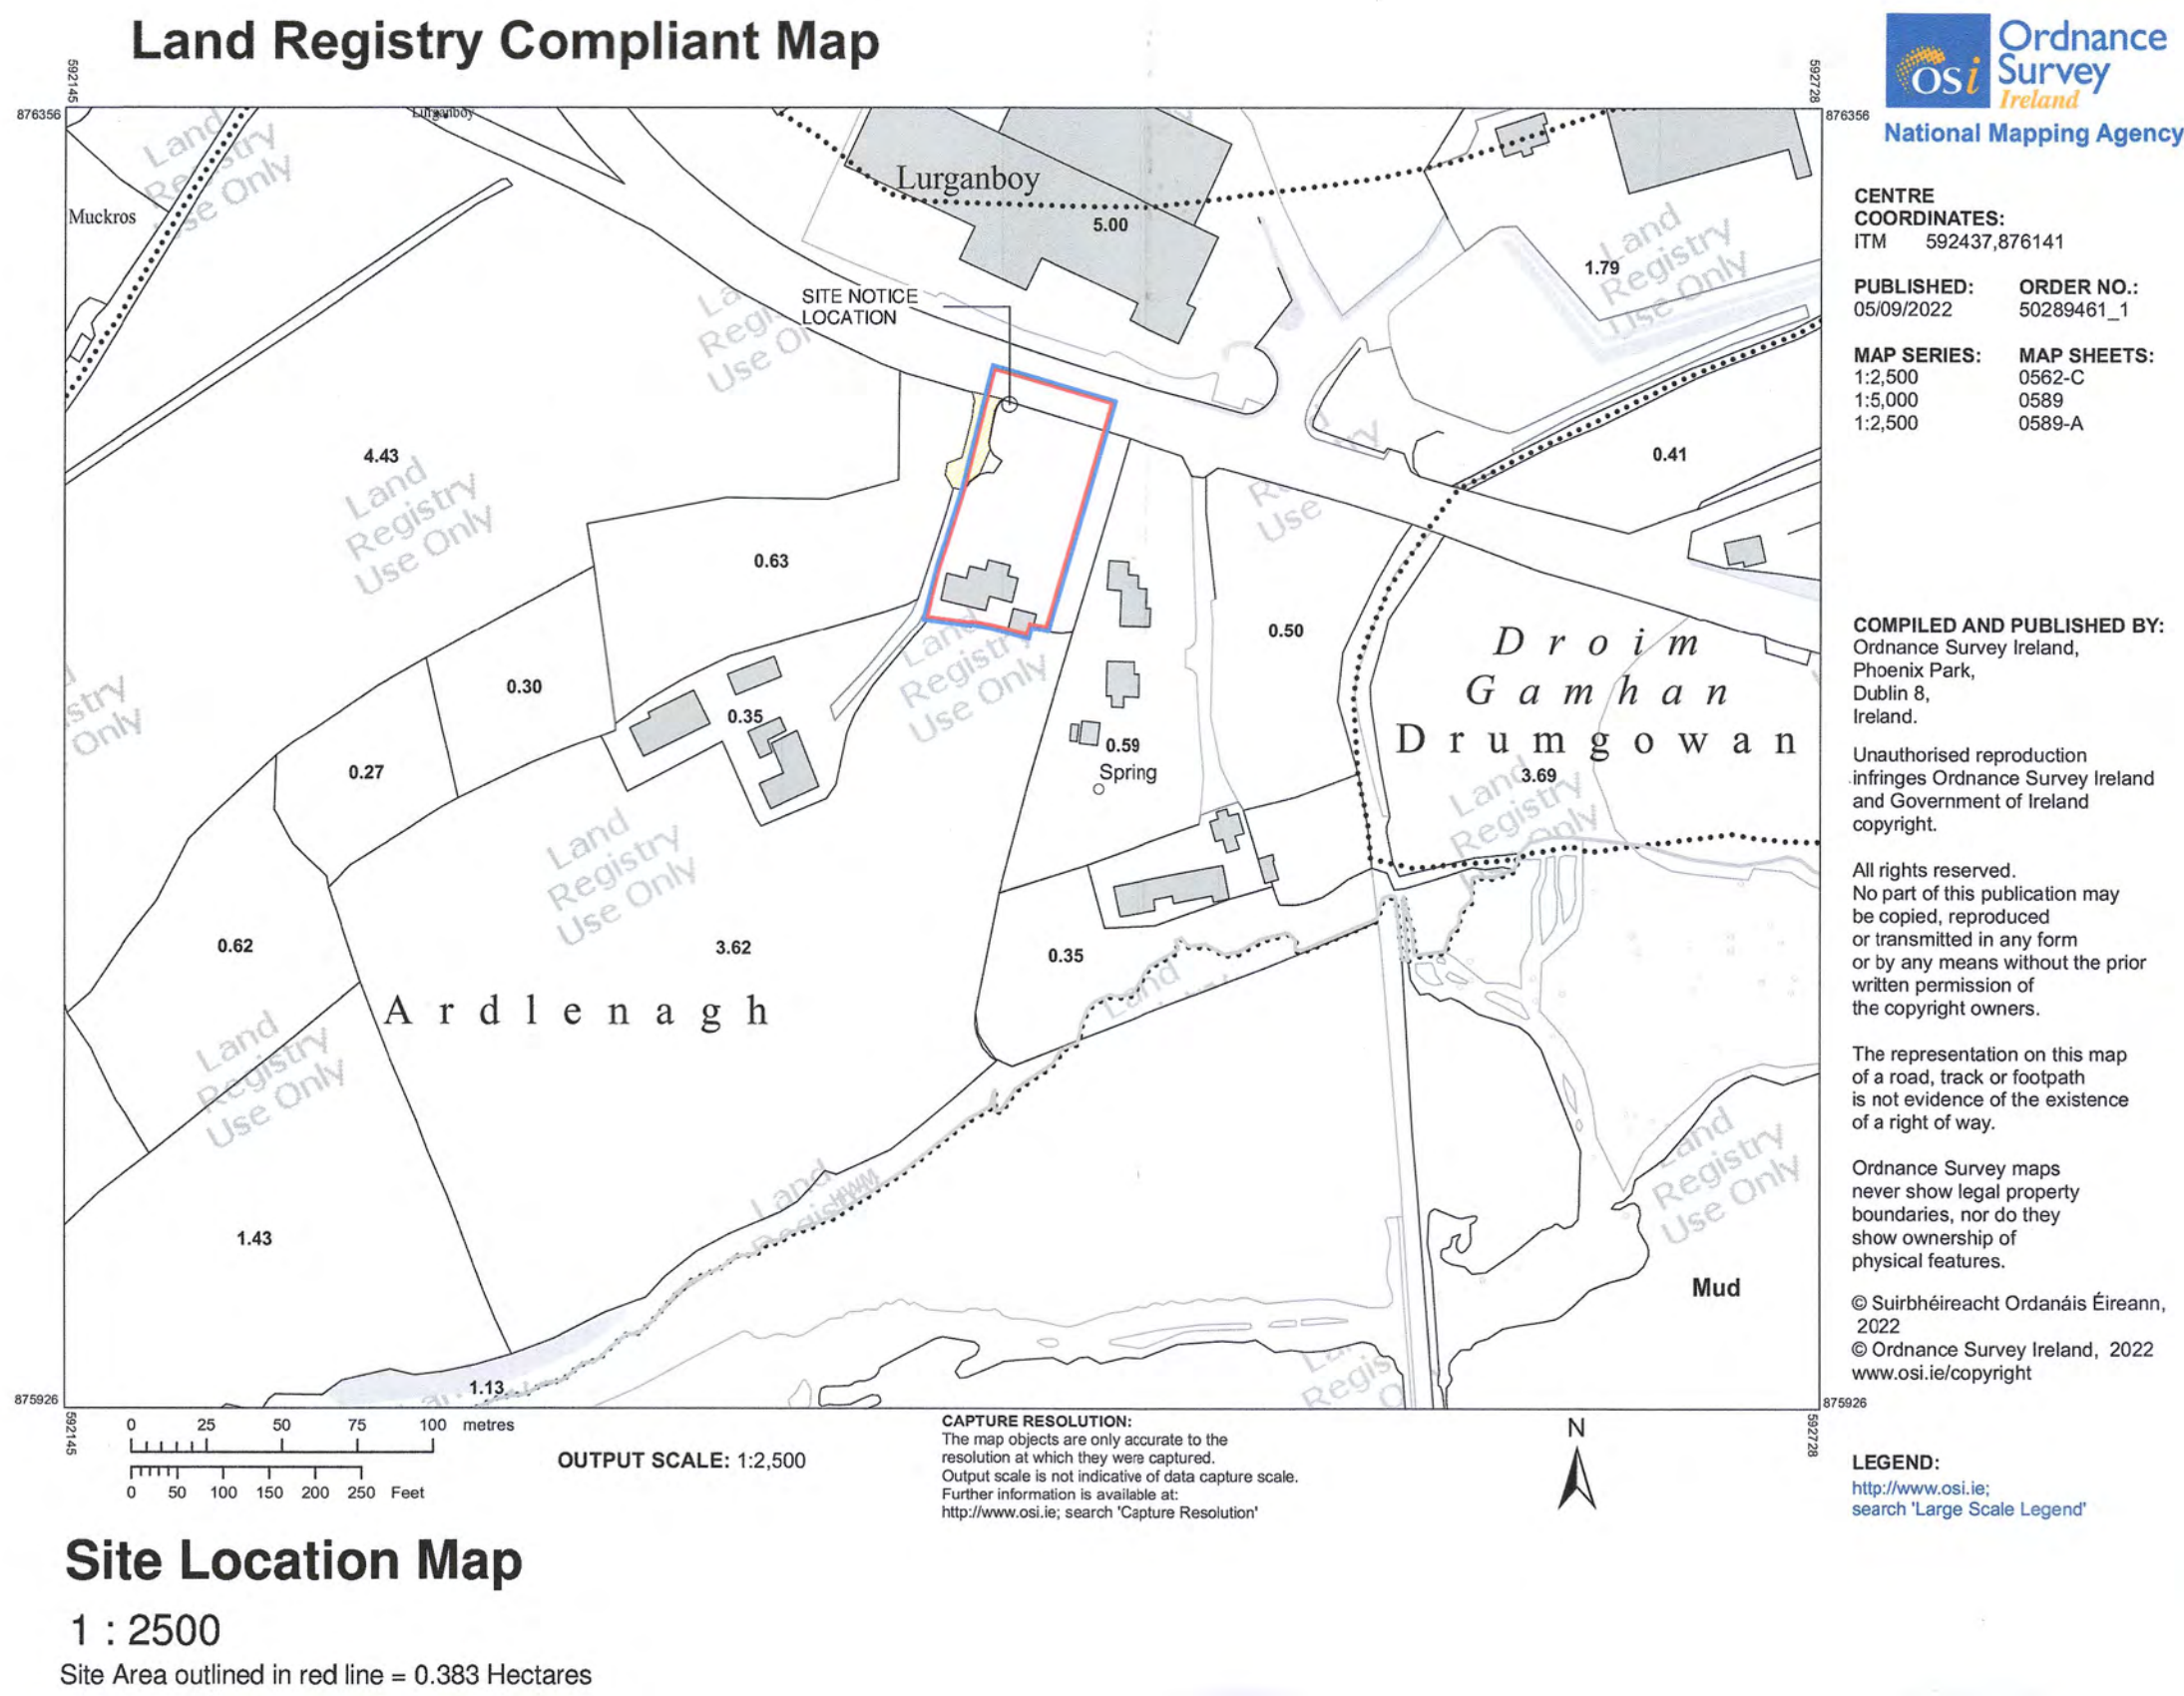 Land Registry Compliant Map
Ordnance
Survey
Ireland
osi
National Mapping Agency
592145
592728
876356
876356
Lurganboy
Land
Registry
Use Only
Muckros
Lurganboy
5.00
Land
Registry
Use Only
1.79
SITE NOTICE
LOCATION
4.43
Land
Registry
Use Only
0.41
0.63
0.50
Droim
Gamhan
Drumgowan
3.69
Land
Registry
Use Only
0.30
0.35
0.27
0.59
Spring
Land
Registry
Use Only
0.62
3.62
0.35
Land
Ardlenagh
Land
Registry
Use Only
HWM
Land
Registry
Use Only
1.43
Mud
1.13
875926
875926
592145
592728
CENTRE
COORDINATES:
ITM 592437,876141
PUBLISHED: ORDER NO.:
05/09/2022 50289461_1
MAP SERIES: MAP SHEETS:
1:2,500 0562-C
1:5,000 0589
1:2,500 0589-A
COMPILED AND PUBLISHED BY:
Ordnance Survey Ireland,
Phoenix Park,
Dublin 8,
Ireland.
Unauthorised reproduction
infringes Ordnance Survey Ireland
and Government of Ireland
copyright.
All rights reserved.
No part of this publication may
be copied, reproduced
or transmitted in any form
or by any means without the prior
written permission of
the copyright owners.
The representation on this map
of a road, track or footpath
is not evidence of the existence
of a right of way.
Ordnance Survey maps
never show legal property
boundaries, nor do they
show ownership of
physical features.
© Suirbhéireacht Ordanáis Éireann,
2022
© Ordnance Survey Ireland, 2022
www.osi.ie/copyright
0 25 50 75 100 metres
0 50 100 150 200 250 Feet
OUTPUT SCALE: 1:2,500
CAPTURE RESOLUTION:
The map objects are only accurate to the
resolution at which they were captured.
Output scale is not indicative of data capture scale.
Further information is available at:
http://www.osi.ie; search 'Capture Resolution'
N
LEGEND:
http://www.osi.ie;
search 'Large Scale Legend'
Site Location Map
1 : 2500
Site Area outlined in red line = 0.383 Hectares